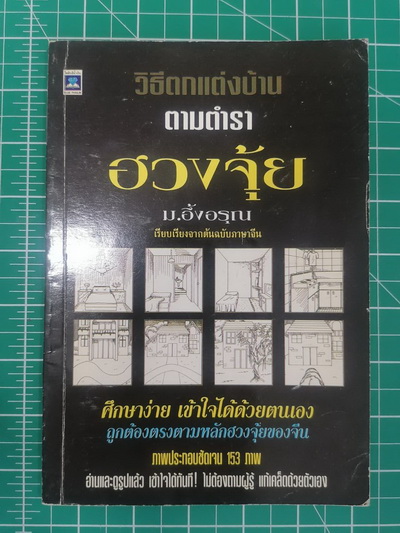 วิธีตกแต่งบ้าน
ตามตำรา
ฮวงจุ้ย
ม.อึ้งอรุณ
เรียบเรียงจากต้นฉบับภาษาจีน
ศึกษาง่าย เข้าใจได้ด้วยตนเอง
ถูกต้องตรงตามหลักฮวงจุ้ยของจีน
ภาพประกอบชัดเจน 153 ภาพ
อ่านและดูรูปแล้ว เข้าใจได้ทันที! ไม่ต้องถามผู้รู้ แก้เคล็ดด้วยตัวเอง